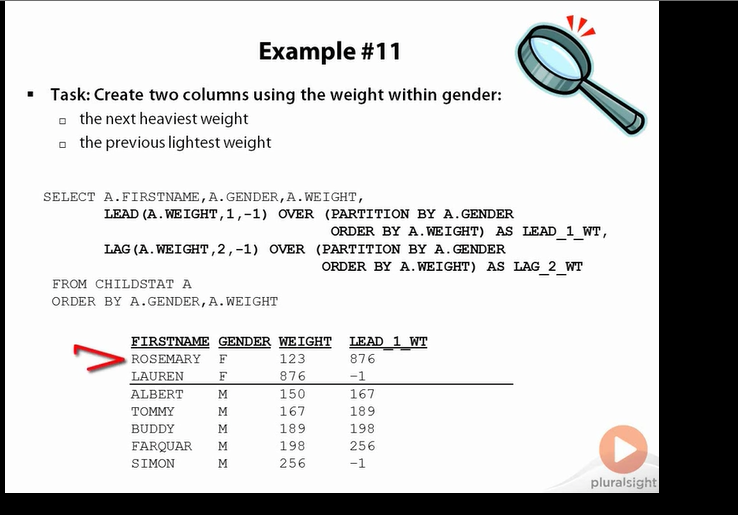 Example #11
▪ Task: Create two columns using the weight within gender:
▫ the next heaviest weight
▫ the previous lightest weight
SELECT A.FIRSTNAME,A.GENDER,A.WEIGHT,
LEAD(A.WEIGHT,1,-1) OVER (PARTITION BY A.GENDER
ORDER BY A.WEIGHT) AS LEAD_1_WT,
LAG(A.WEIGHT,2,-1) OVER (PARTITION BY A.GENDER
ORDER BY A.WEIGHT) AS LAG_2_WT
FROM CHILDSTAT A
ORDER BY A.GENDER,A.WEIGHT
FIRSTNAME GENDER WEIGHT LEAD_1_WT
ROSEMARY F 123 876
LAUREN F 876 -1
ALBERT M 150 167
TOMMY M 167 189
BUDDY M 189 198
FARQUAR M 198 256
SIMON M 256 -1
pluralsight